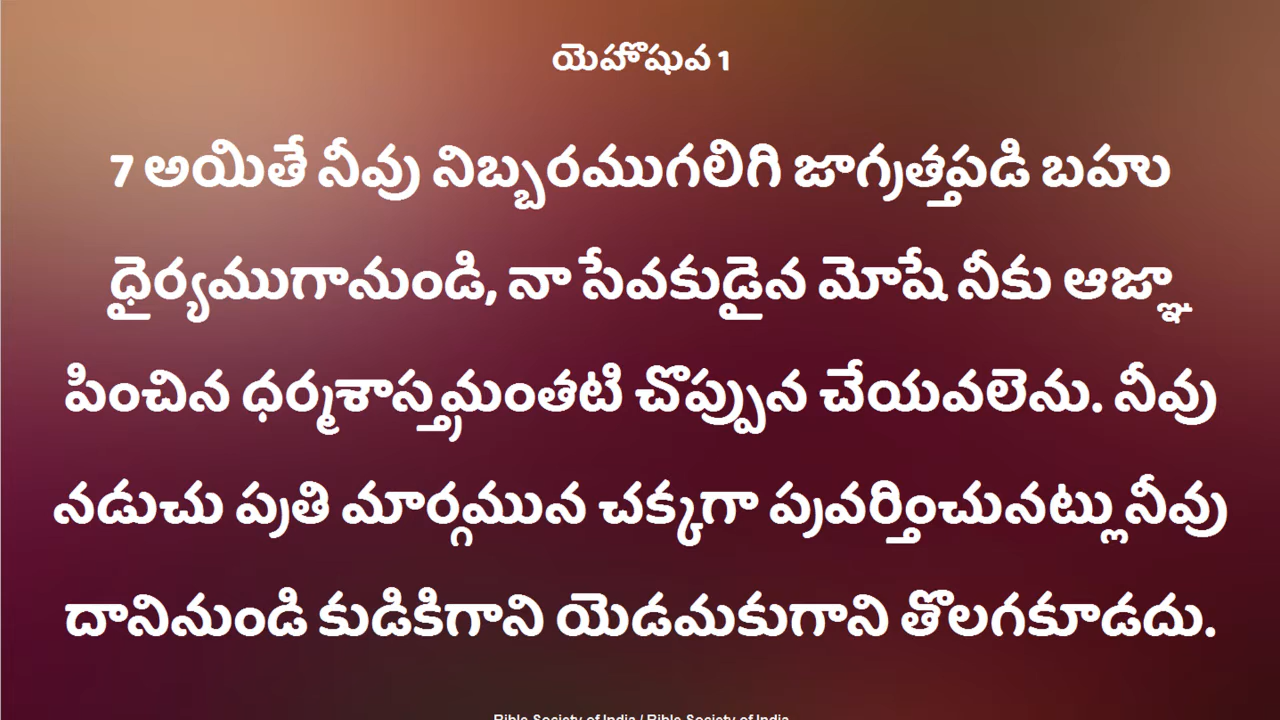 యెహోషువ 1
7 అయితే నీవు నిబ్బరముగలిగి జాగ్రత్తపడి బహు
ధైర్యముగానుండి, నా సేవకుడైన మోషే నీకు ఆజ్ఞా
పించిన ధర్మశాస్త్రమంతటి చొప్పున చేయవలెను. నీవు
నడుచు ప్రతి మార్గమున చక్కగా ప్రవర్తించునట్లు నీవు
దానినుండి కుడికిగాని యెడమకుగాని తొలగకూడదు.
Bible Society of India / Bible Society of India